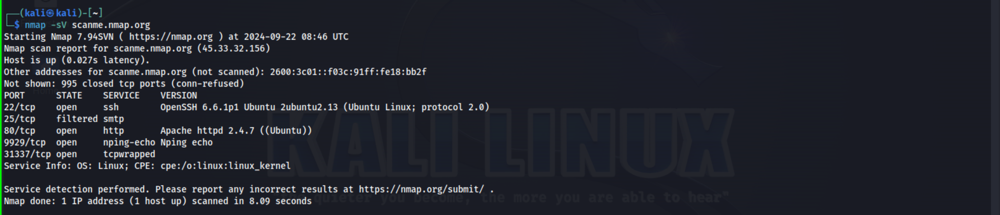 ┌──(kali㉿kali)-[~]
└─$ nmap -sV scanme.nmap.org
Starting Nmap 7.94SVN ( https://nmap.org ) at 2024-09-22 08:46 UTC
Nmap scan report for scanme.nmap.org (45.33.32.156)
Host is up (0.027s latency).
Other addresses for scanme.nmap.org (not scanned): 2600:3c01::f03c:91ff:fe18:bb2f
Not shown: 995 closed tcp ports (conn-refused)
Home
PORT      STATE    SERVICE    VERSION
22/tcp    open     ssh        OpenSSH 6.6.1p1 Ubuntu 2ubuntu2.13 (Ubuntu Linux; protocol 2.0)
25/tcp    filtered smtp
80/tcp    open     http       Apache httpd 2.4.7 ((Ubuntu))
9929/tcp  open     nping-echo Nping echo
31337/tcp open     tcpwrapped
Service Info: OS: Linux; CPE: cpe:/o:linux:linux_kernel
KALI LINUX
Service detection performed. Please report any incorrect results at https://nmap.org/submit/ .
Nmap done: 1 IP address (1 host up) scanned in 8.09 seconds
quieter you become, the more you are able to hear"